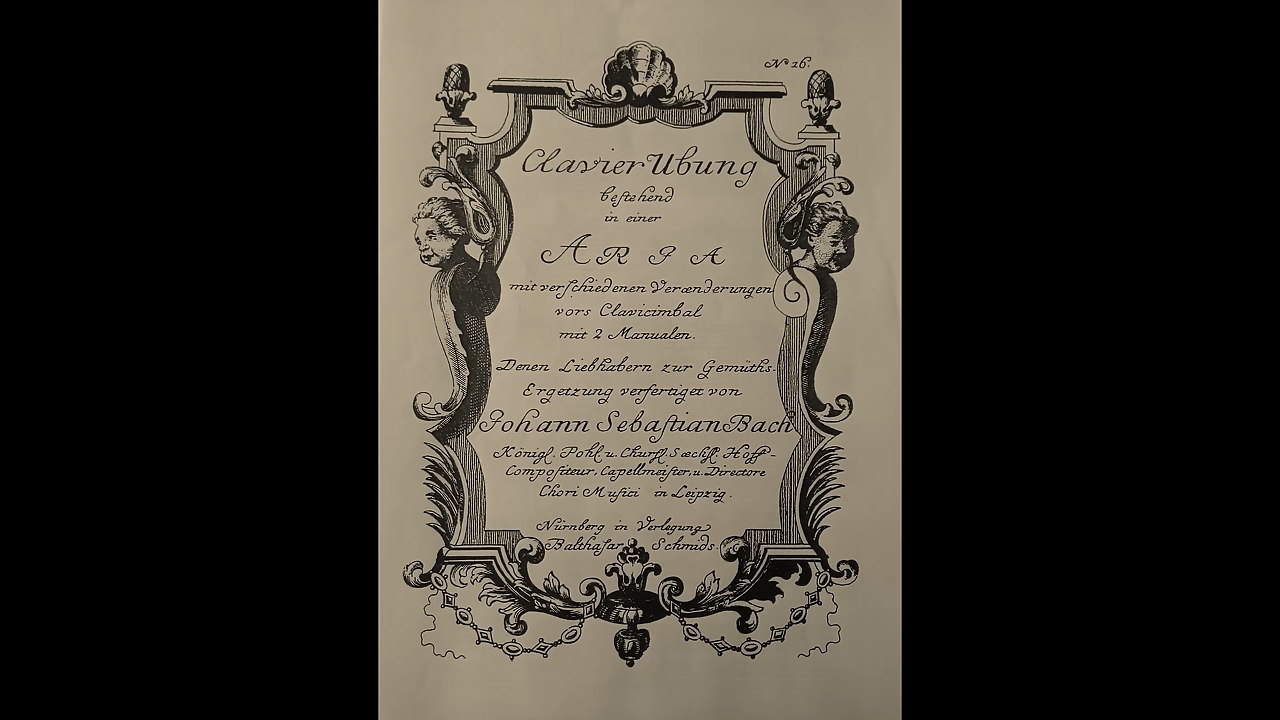 Nº 16.
Clavier Ubung
bestehend
in einer
ARIA
mit verschiedenen Verænderungen
vors Clavicimbal
mit 2 Manualen.
Denen Liebhabern zur Gemüths-
Ergetzung verfertiget von
Johann Sebastian Bach
Königl. Pohl. u. Churfl. Sæchsl. Hoff-
Compositeur, Capellmeister, u. Directore
Chori Musici in Leipzig.
Nürnberg in Verlegung
Balthasar Schmids.